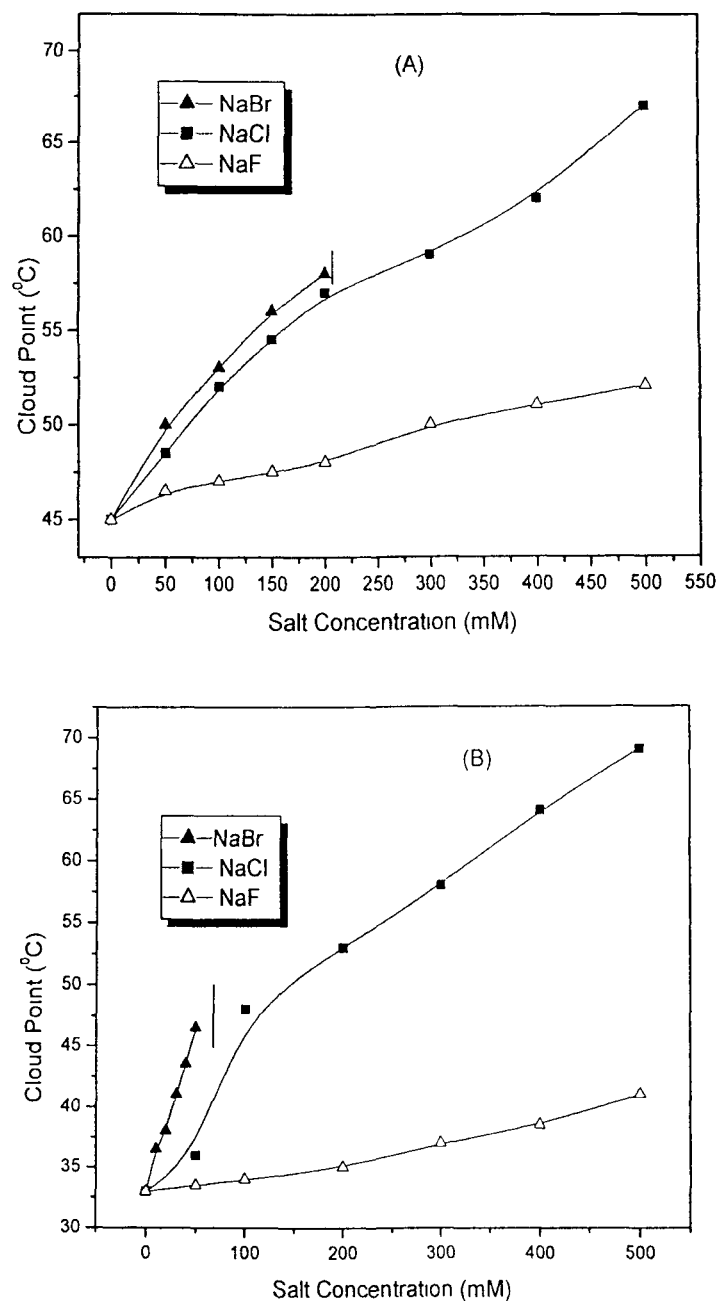 (A)
NaBr
NaCl
NaF
70
65
60
55
50
45
Cloud Point (⁰C)
0 50 100 150 200 300 350 400 450 500 550
Salt Concentration (mM)
(B)
NaBr
NaCl
NaF
70
65
60
55
50
45
40
35
30
Cloud Point (⁰C)
0 100 200 300 400 500
Salt Concentration (mM)